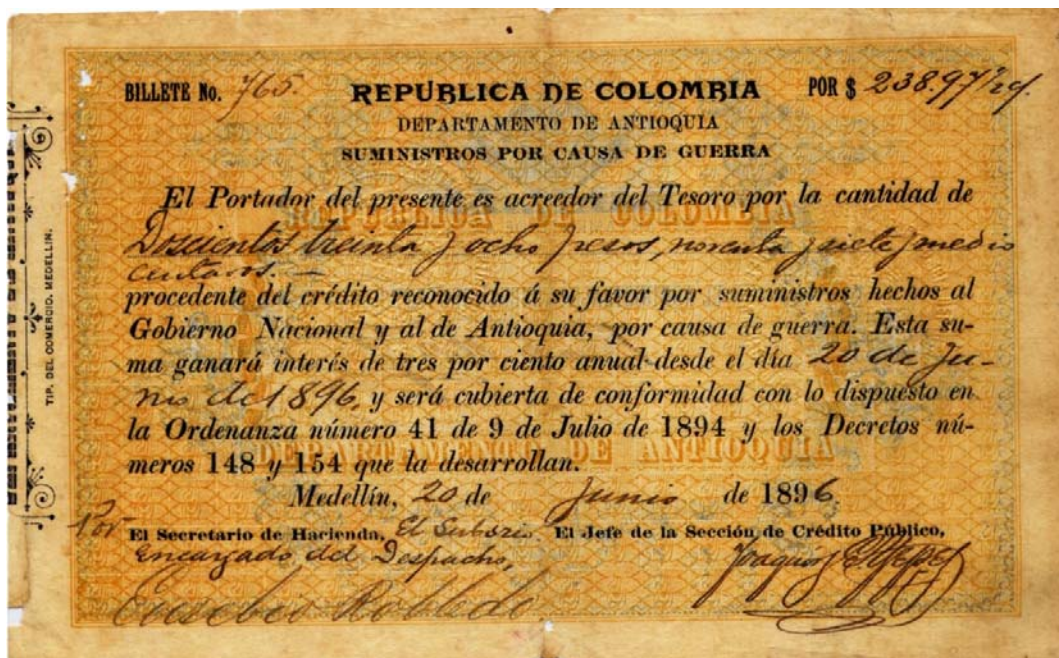 BILLETE No. 765. REPUBLICA DE COLOMBIA POR $ 238.97½
DEPARTAMENTO DE ANTIOQUIA
SUMINISTROS POR CAUSA DE GUERRA
El Portador del presente es acreedor del Tesoro por la cantidad de
REPUBLICA DE COLOMBIA
Doscientos treinta y ocho pesos, noventa y siete y medio
centavos.—
procedente del crédito reconocido á su favor por suministros hechos al
Gobierno Nacional y al de Antioquia, por causa de guerra. Esta su-
ma ganará interés de tres por ciento anual desde el día 20 de Ju-
nio de 1896, y será cubierta de conformidad con lo dispuesto en
la Ordenanza número 41 de 9 de Julio de 1894 y los Decretos nú-
DEPARTAMENTO DE ANTIOQUIA
meros 148 y 154 que la desarrollan.
Medellín, 20 de Junio de 1896.
Por El Secretario de Hacienda, El Subsrio. El Jefe de la Sección de Crédito Público,
Encargado del Despacho,
Eusebio Robledo
Joaquín
TIP. DEL COMERCIO. MEDELLIN.